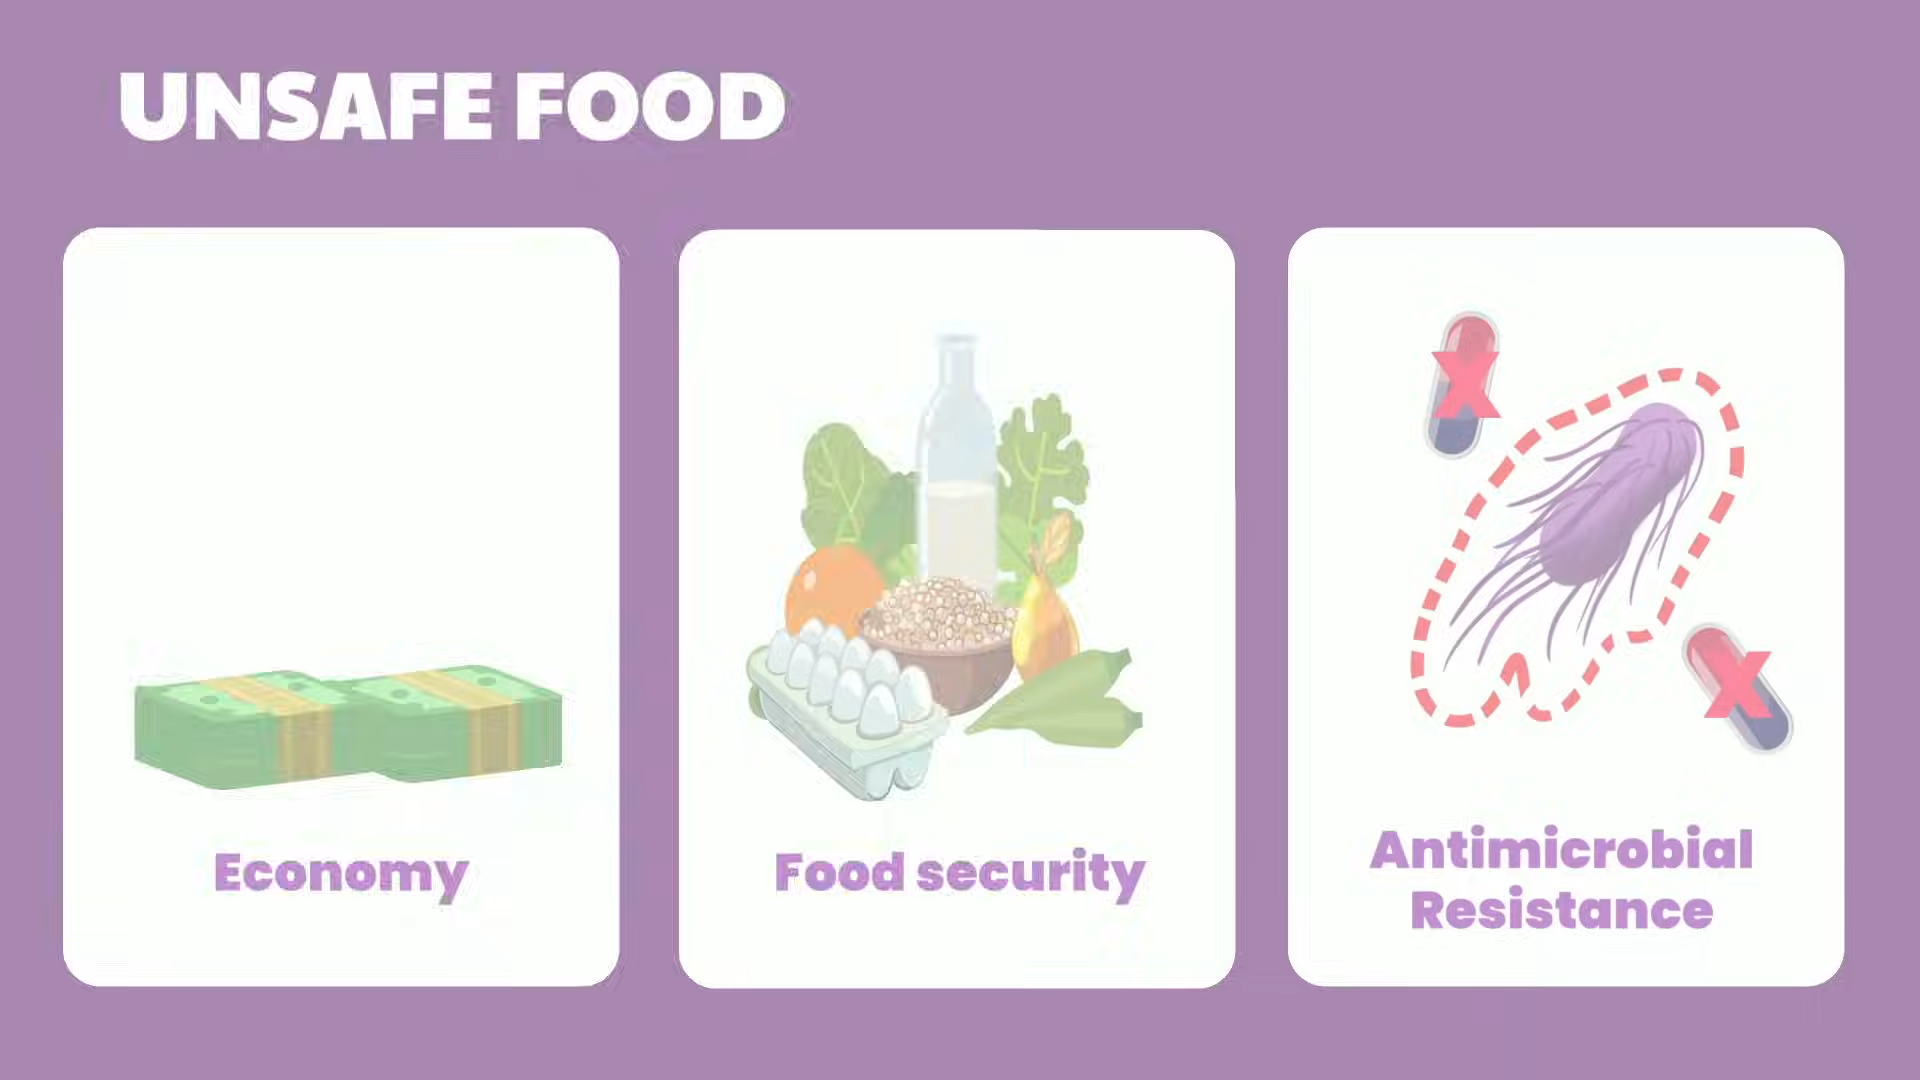 UNSAFE FOOD
Economy
Food security
Antimicrobial
Resistance